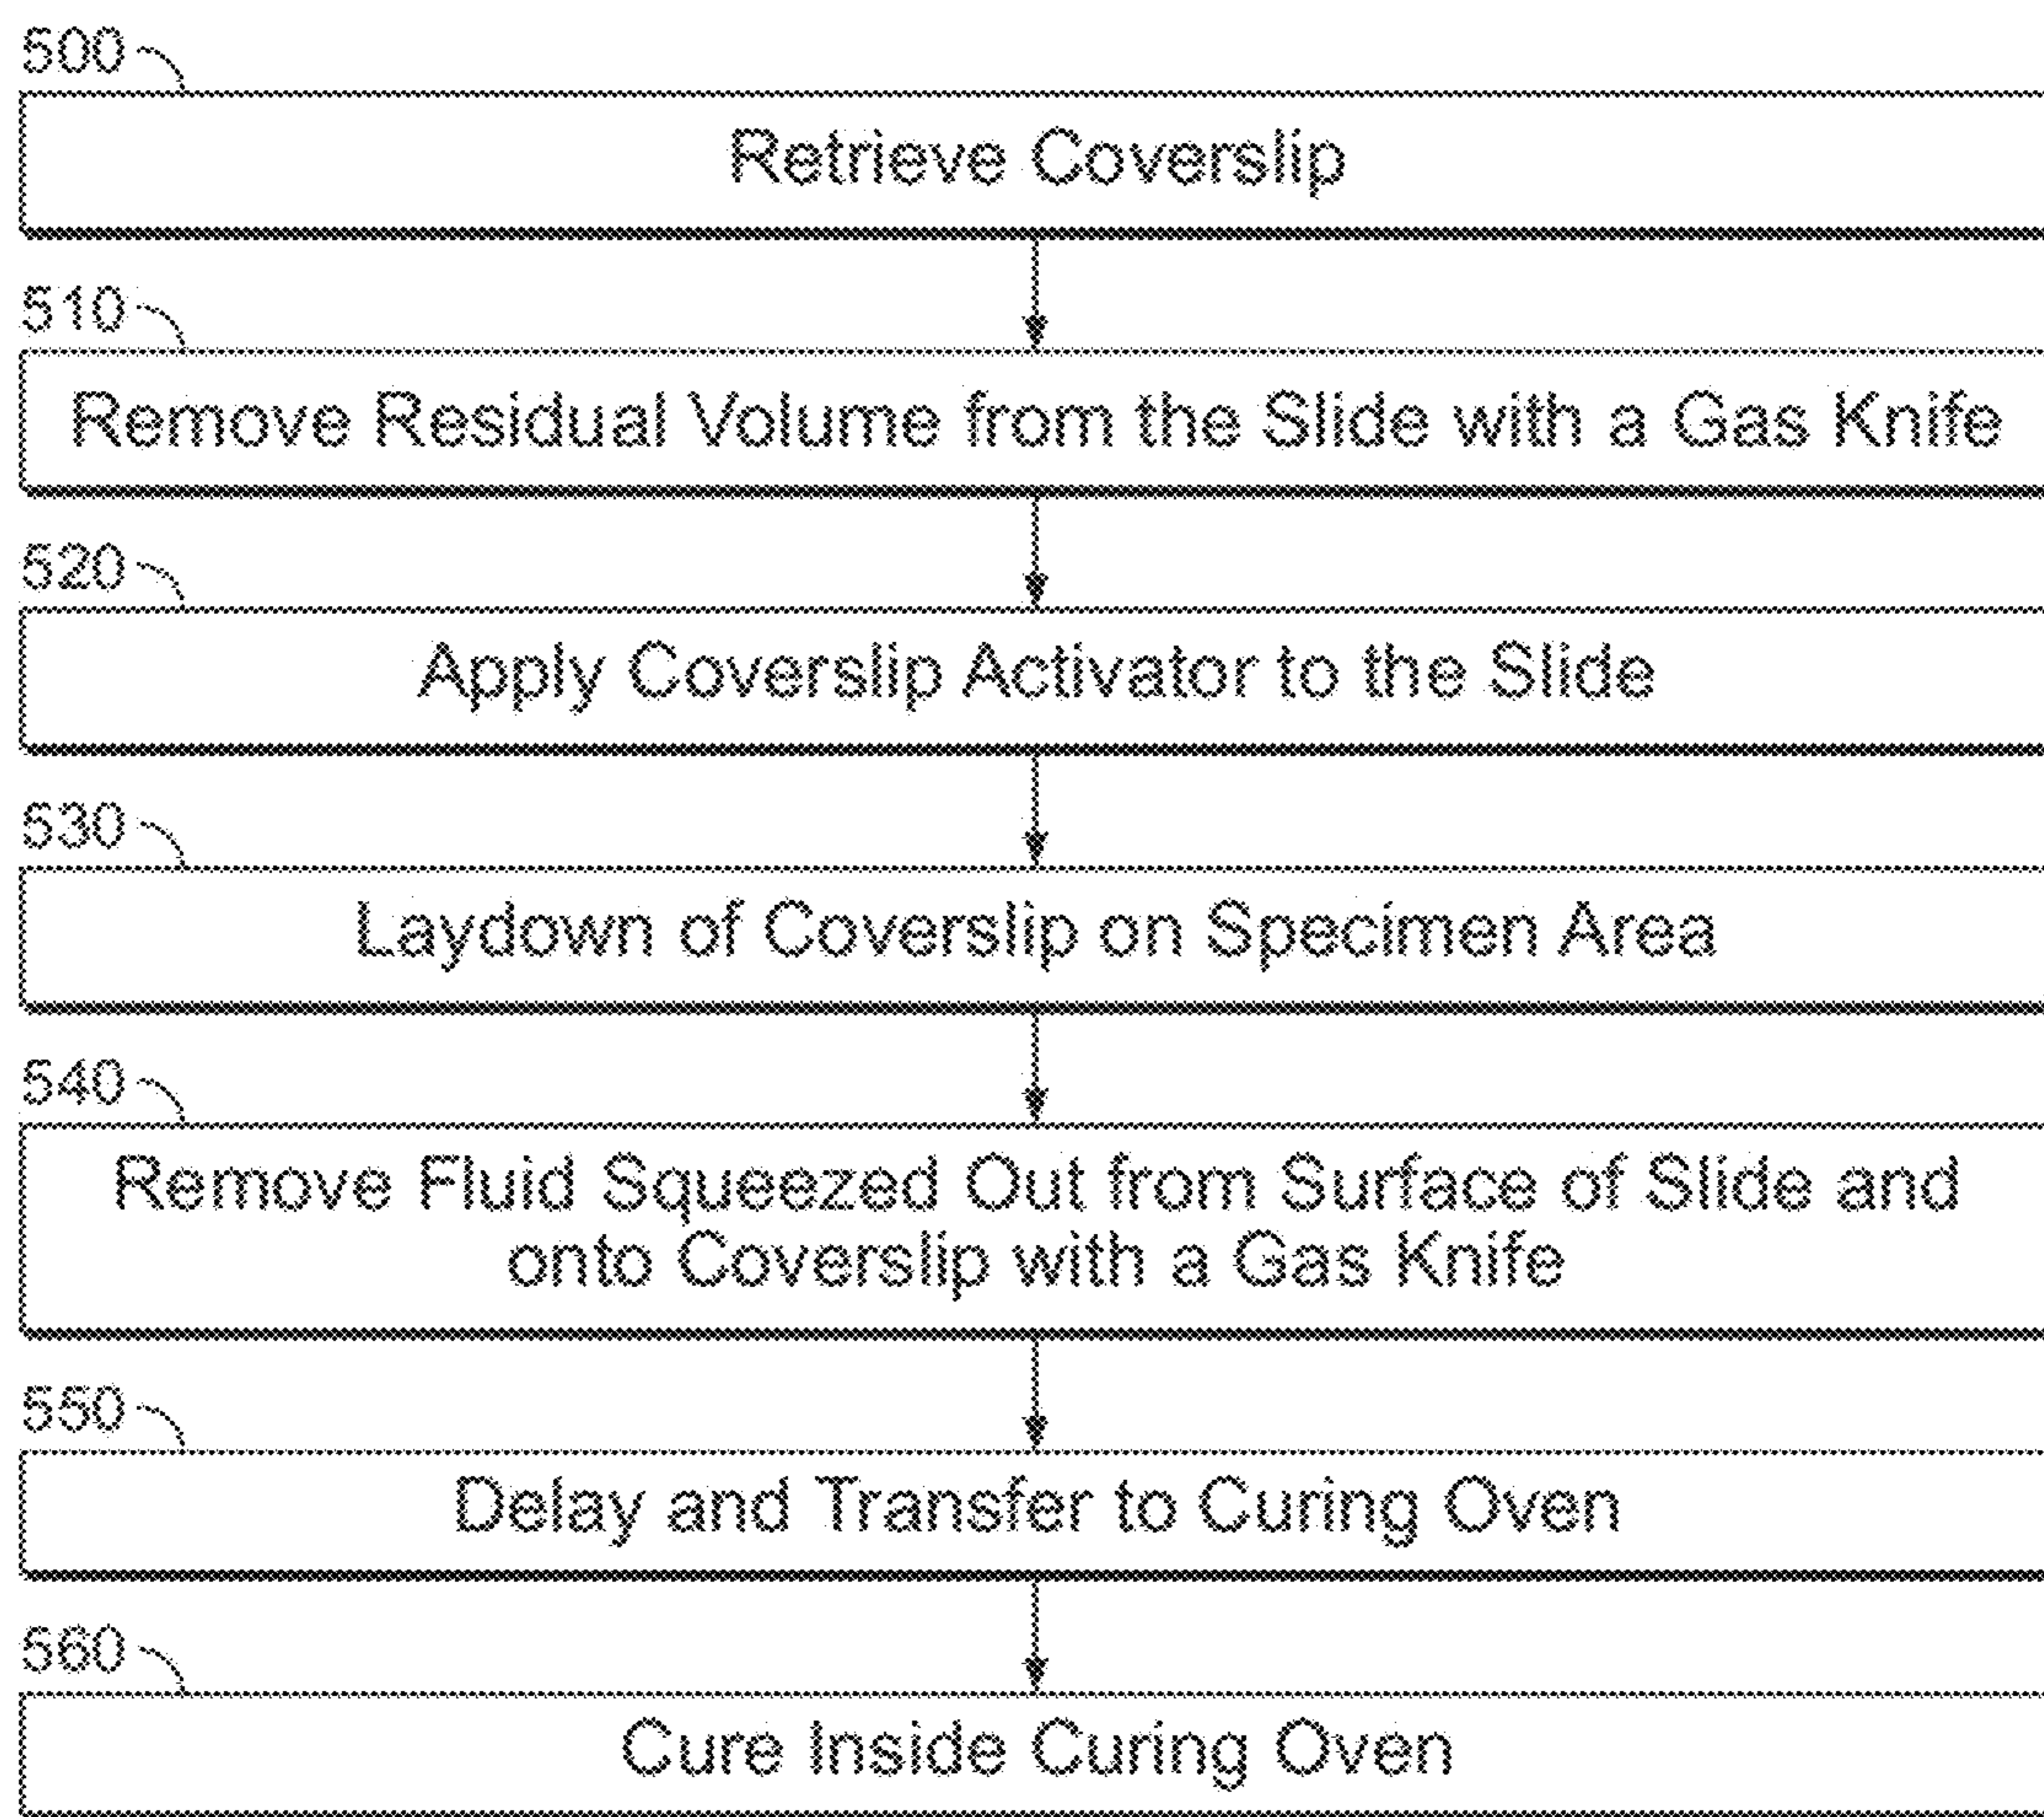 500
Retrieve Coverslip
510
Remove Residual Volume from the Slide with a Gas Knife
520
Apply Coverslip Activator to the Slide
530
Laydown of Coverslip on Specimen Area
540
Remove Fluid Squeezed Out from Surface of Slide and
onto Coverslip with a Gas Knife
550
Delay and Transfer to Curing Oven
560
Cure Inside Curing Oven